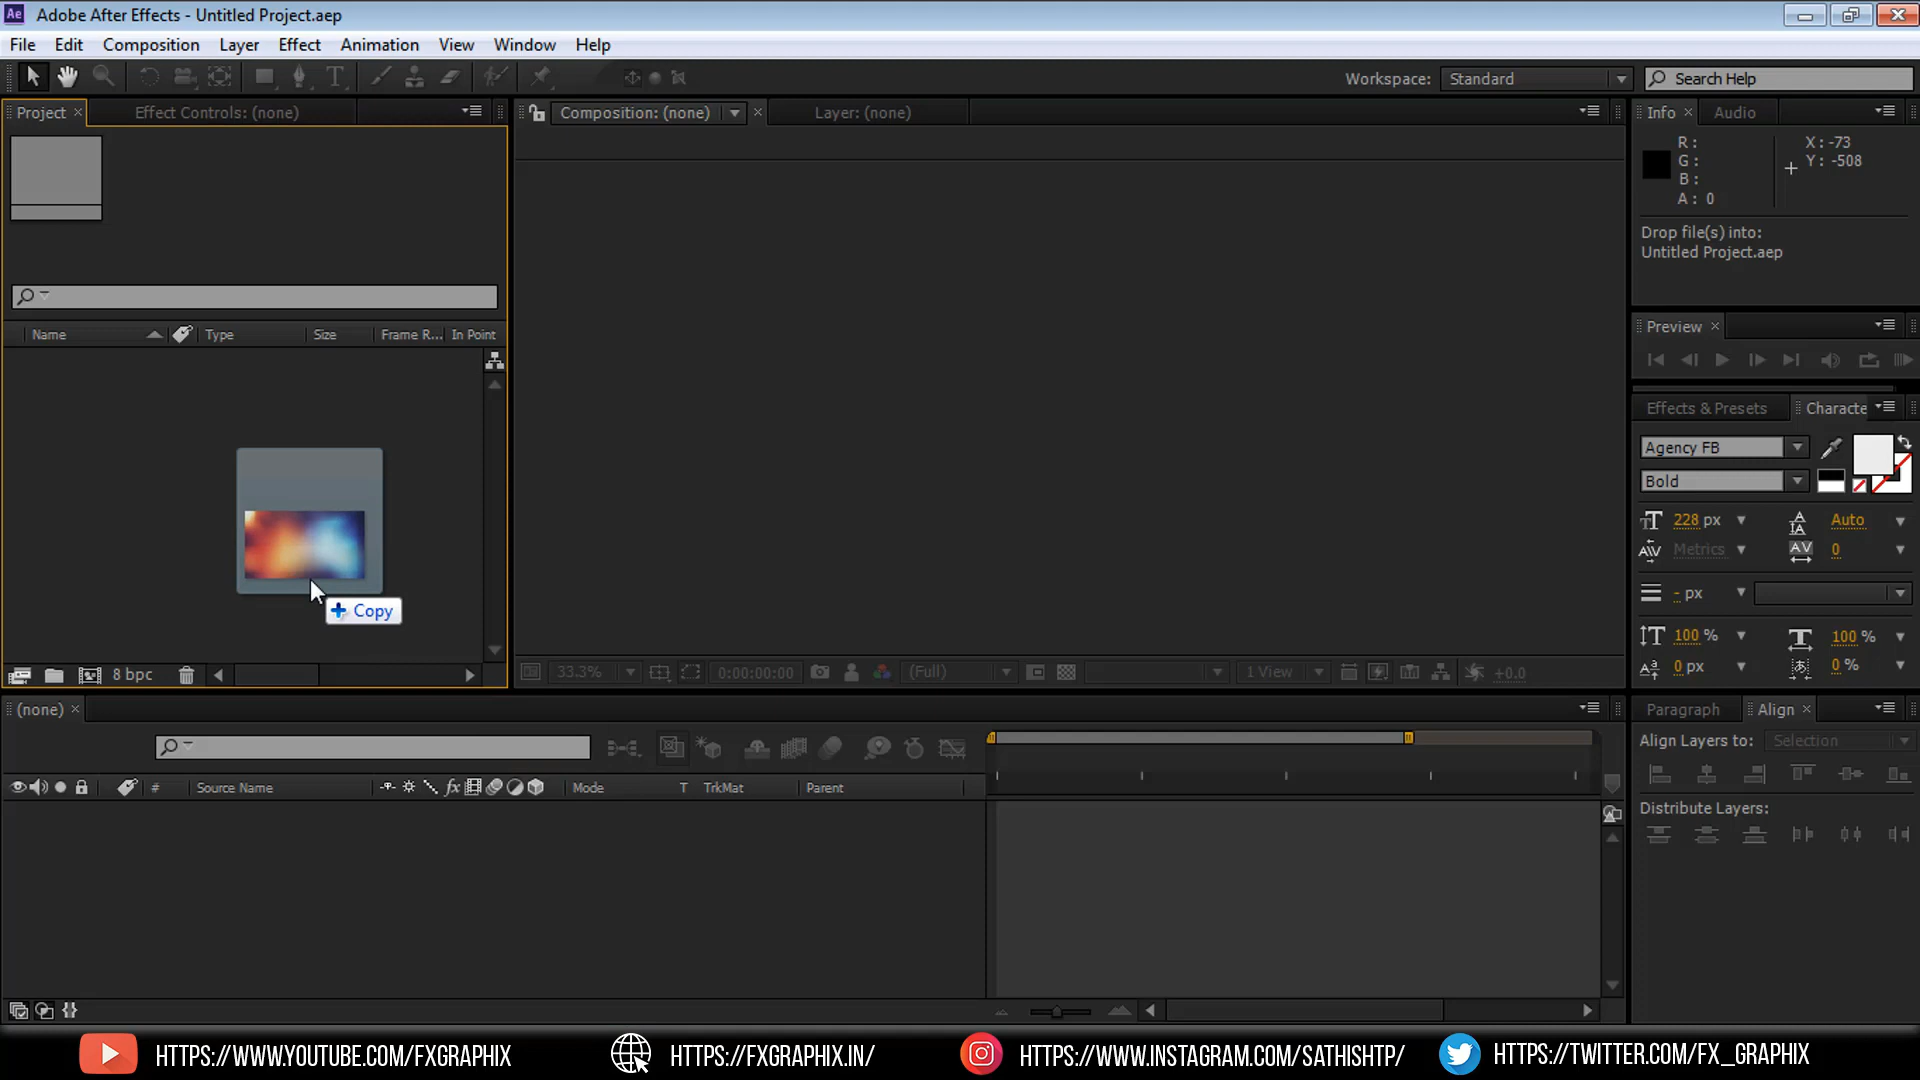 Ae Adobe After Effects - Untitled Project.aep
File Edit Composition Layer Effect Animation View Window Help
Workspace: Standard Search Help
Project Effect Controls: (none) Composition: (none) Layer: (none) Info Audio
R: X: -73
G: Y: -508
B:
A: 0
Drop file(s) into:
Untitled Project.aep
Name Type Size Frame R... In Point
Preview
Effects & Presets Characte
Agency FB
Bold
228 px Auto
Metrics 0
- px
100 % 100 %
0 px 0 %
Copy
8 bpc 33.3% 0:00:00:00 (Full) 1 View +0.0
(none) Paragraph Align
Align Layers to: Selection
# Source Name fx Mode T TrkMat Parent
Distribute Layers:
HTTPS://WWW.YOUTUBE.COM/FXGRAPHIX HTTPS://FXGRAPHIX.IN/ HTTPS://WWW.INSTAGRAM.COM/SATHISHTP/ HTTPS://TWITTER.COM/FX_GRAPHIX